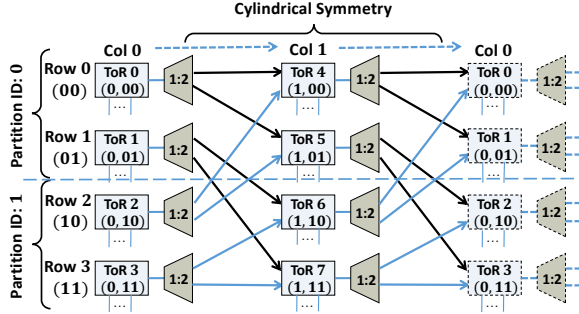 Cylindrical Symmetry
Col 0
Col 1
Col 0
Partition ID: 0
Row 0
(00)
ToR 0
(0, 00)
...
1:2
ToR 4
(1, 00)
...
1:2
ToR 0
(0, 00)
...
1:2
Row 1
(01)
ToR 1
(0, 01)
...
1:2
ToR 5
(1, 01)
...
1:2
ToR 1
(0, 01)
...
1:2
Partition ID: 1
Row 2
(10)
ToR 2
(0, 10)
...
1:2
ToR 6
(1, 10)
...
1:2
ToR 2
(0, 10)
...
1:2
Row 3
(11)
ToR 3
(0, 11)
...
1:2
ToR 7
(1, 11)
...
1:2
ToR 3
(0, 11)
...
1:2